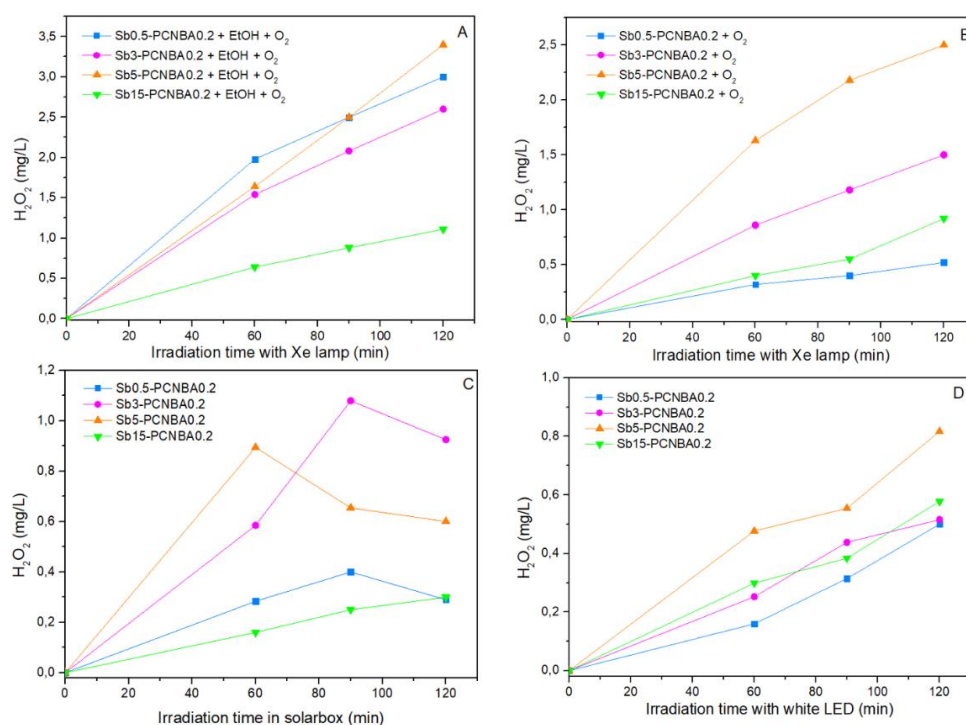 A
Sb0.5-PCNBA0.2 + EtOH + O₂
Sb3-PCNBA0.2 + EtOH + O₂
Sb5-PCNBA0.2 + EtOH + O₂
Sb15-PCNBA0.2 + EtOH + O₂
H₂O₂ (mg/L)
3,5
3,0
2,5
2,0
1,5
1,0
0,5
0,0
0 20 40 60 80 100 120
Irradiation time with Xe lamp (min)
B
Sb0.5-PCNBA0.2 + O₂
Sb3-PCNBA0.2 + O₂
Sb5-PCNBA0.2 + O₂
Sb15-PCNBA0.2 + O₂
H₂O₂ (mg/L)
2,5
2,0
1,5
1,0
0,5
0,0
0 20 40 60 80 100 120
Irradiation time with Xe lamp (min)
C
Sb0.5-PCNBA0.2
Sb3-PCNBA0.2
Sb5-PCNBA0.2
Sb15-PCNBA0.2
H₂O₂ (mg/L)
1,2
1,0
0,8
0,6
0,4
0,2
0,0
0 20 40 60 80 100 120
Irradiation time in solarbox (min)
D
Sb0.5-PCNBA0.2
Sb3-PCNBA0.2
Sb5-PCNBA0.2
Sb15-PCNBA0.2
H₂O₂ (mg/L)
1,0
0,8
0,6
0,4
0,2
0,0
0 20 40 60 80 100 120
Irradiation time with white LED (min)